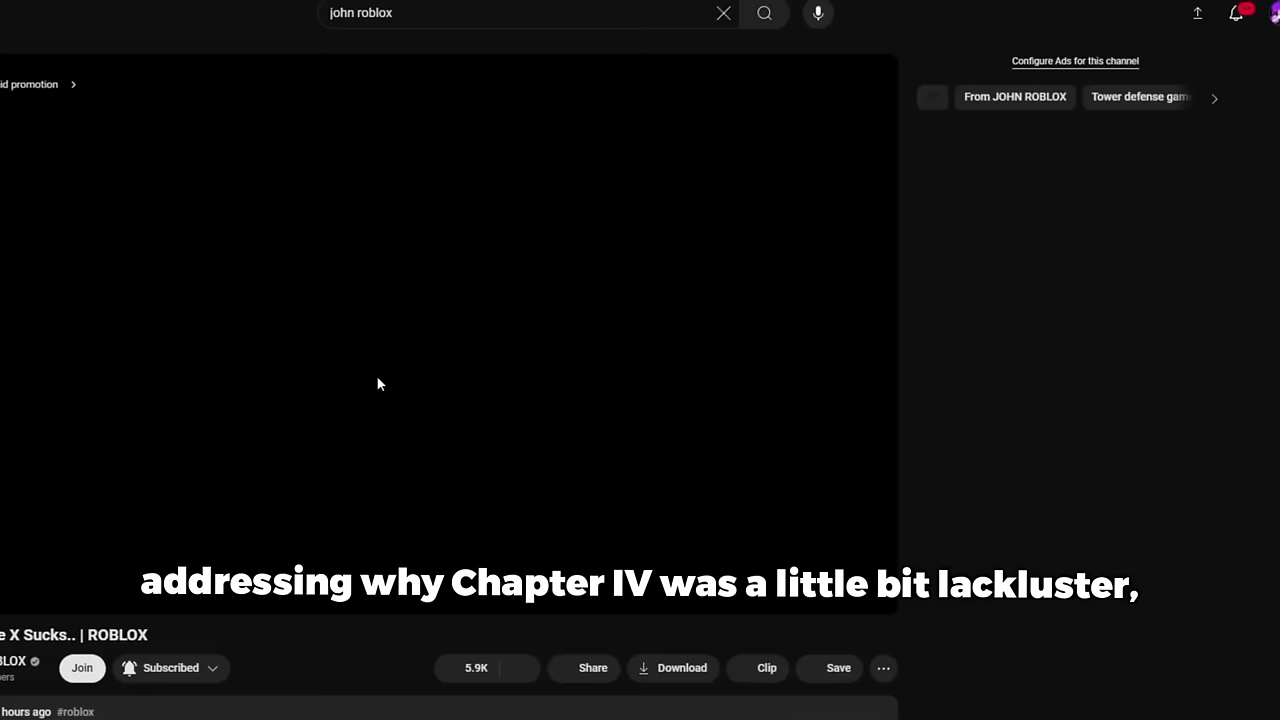 john roblox
id promotion
Configure Ads for this channel
From JOHN ROBLOX
Tower defense gam
addressing why Chapter IV was a little bit lackluster,
e X Sucks.. | ROBLOX
BLOX
Join
Subscribed
5.9K
Share
Download
Clip
Save
hours ago #roblox